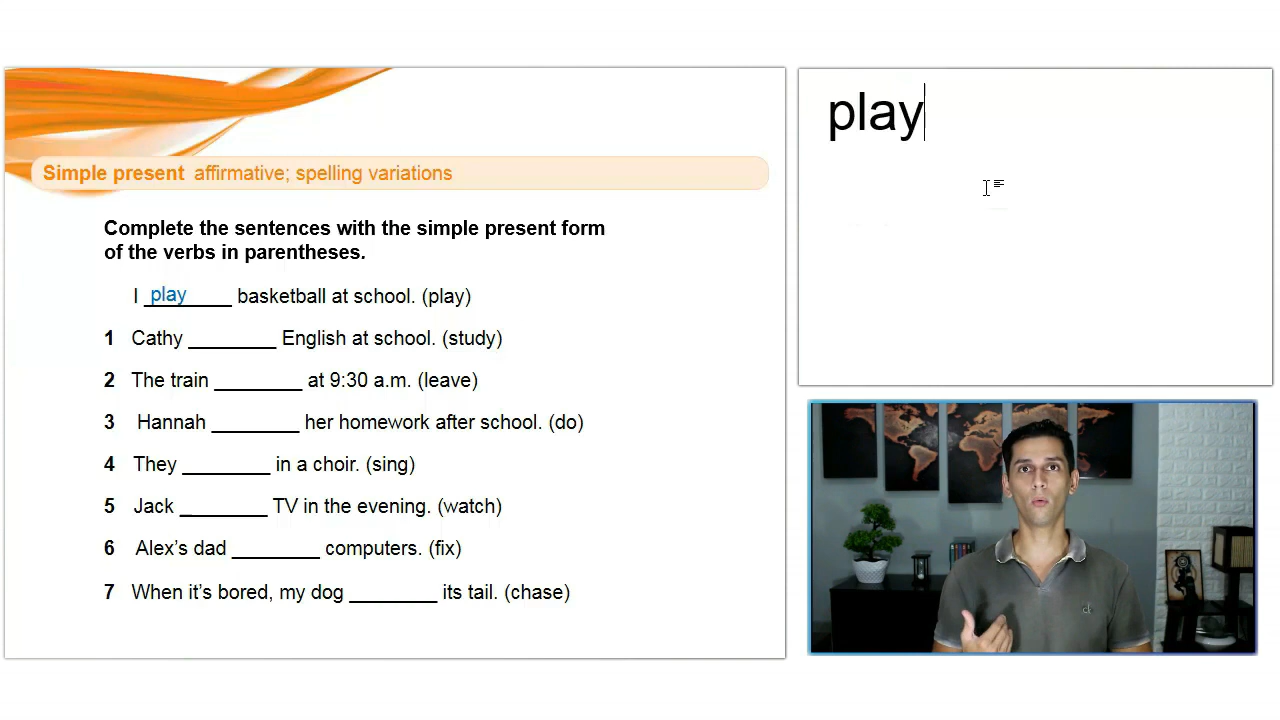 Simple present affirmative; spelling variations
Complete the sentences with the simple present form
of the verbs in parentheses.
I play________ basketball at school. (play)
1 Cathy ________ English at school. (study)
2 The train ________ at 9:30 a.m. (leave)
3 Hannah ________ her homework after school. (do)
4 They ________ in a choir. (sing)
5 Jack ________ TV in the evening. (watch)
6 Alex’s dad ________ computers. (fix)
7 When it’s bored, my dog ________ its tail. (chase)
play